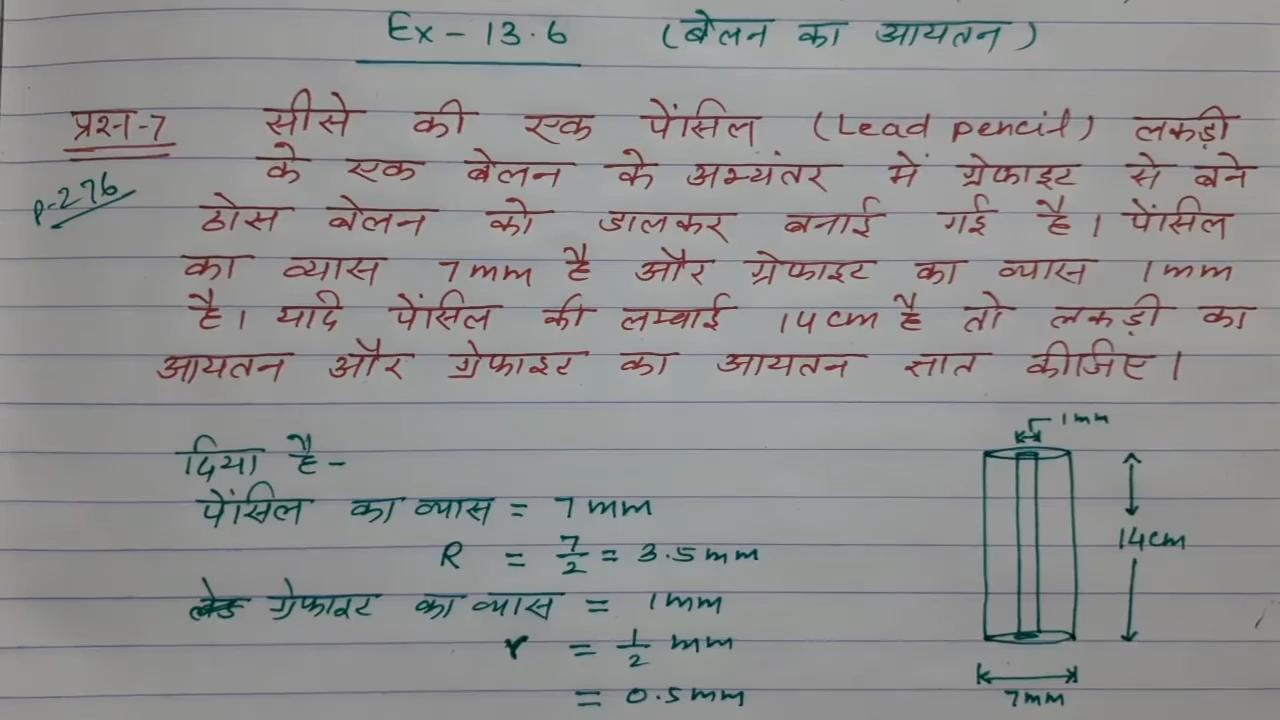 Ex - 13.6 (बेलन का आयतन)
प्रश्न-7 सीसे की एक पेंसिल (Lead pencil) लकड़ी
p-276 के एक बेलन के अभ्यंतर में ग्रेफाइट से बने
ठोस बेलन को डालकर बनाई गई है। पेंसिल
का व्यास 7mm है और ग्रेफाइट का व्यास 1mm
है। यदि पेंसिल की लम्बाई 14cm है तो लकड़ी का
आयतन और ग्रेफाइट का आयतन ज्ञात कीजिए।
दिया है-
पेंसिल का व्यास = 7mm
R = 7/2 = 3.5mm
ग्रेफाइट का व्यास = 1mm
r = 1/2 mm
= 0.5mm
1mm
14cm
7mm